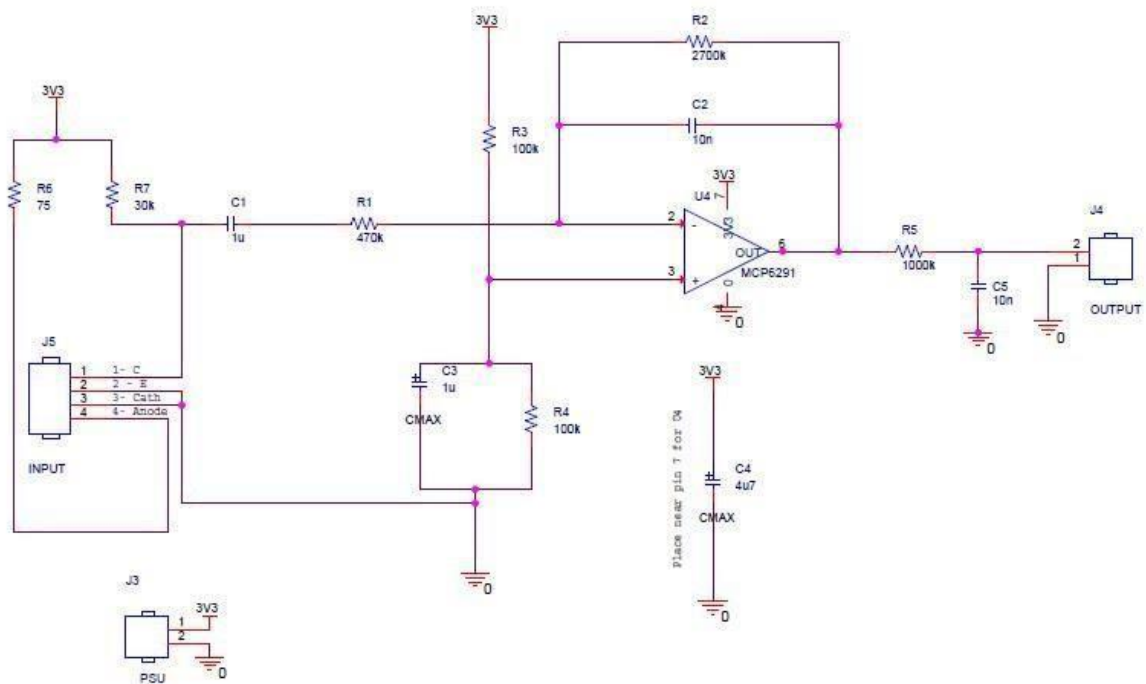 3V3
R2
2700k
C2
10n
3V3
R3
100k
R6
75
R7
30k
C1
1u
R1
470k
3V3
U4
7
3V3
2
-
3
+
OUT
6
MCP6291
0
0
R5
1000k
J4
2
1
OUTPUT
C5
10n
0
0
J5
1
1- C
2
2 - E
3
3- Cath
4
4- Anode
INPUT
C3
1u
CMAX
R4
100k
0
3V3
place near pin 7 for U4
C4
4u7
CMAX
0
J3
3V3
1
2
0
PSU